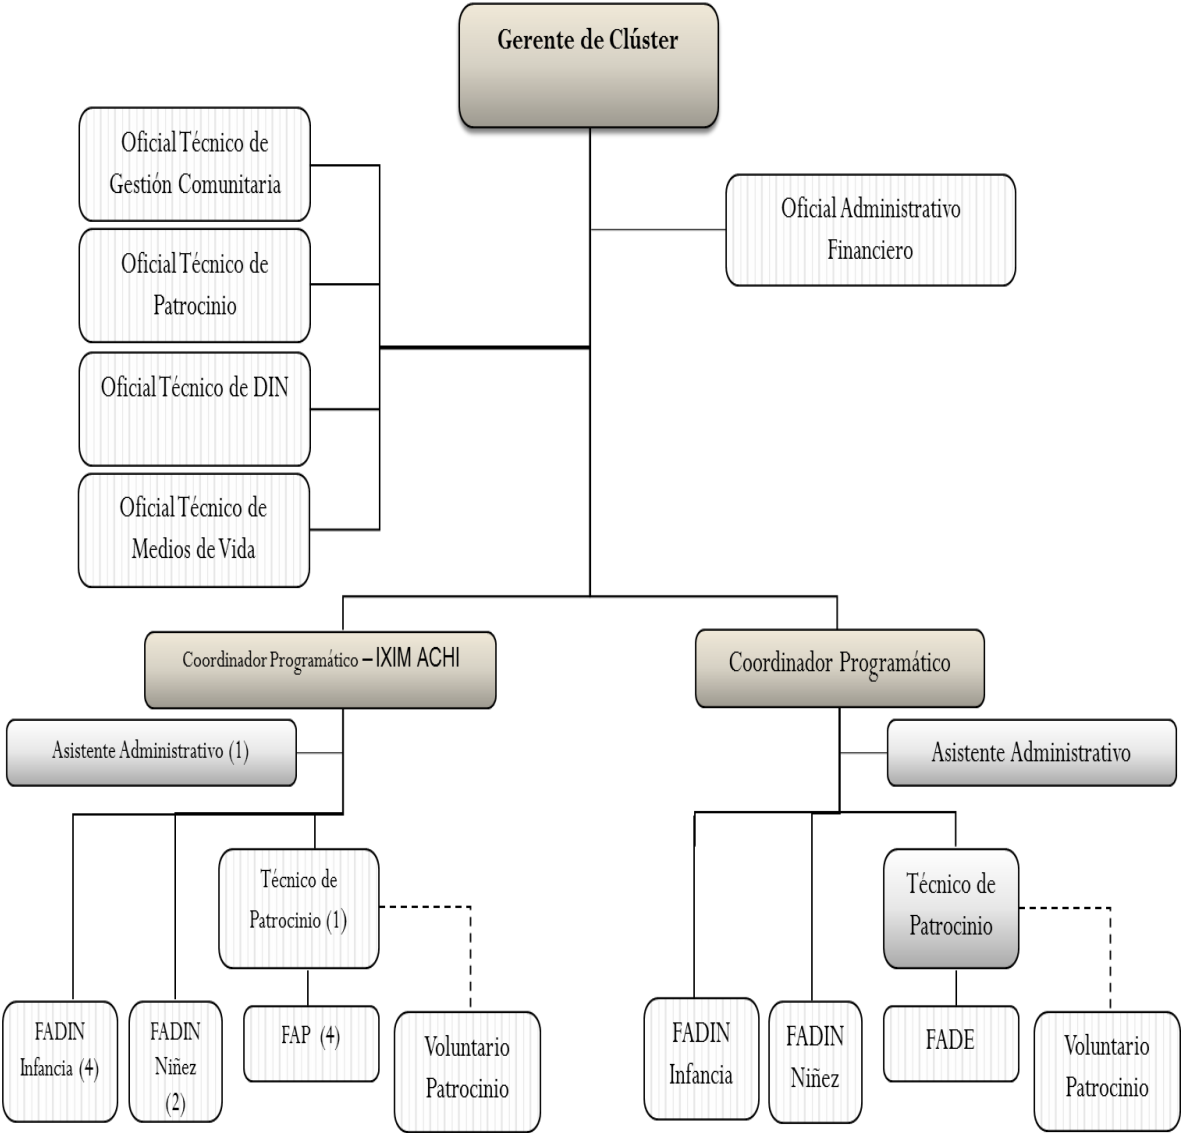 Gerente de Clúster
Oficial Técnico de
Gestión Comunitaria
Oficial Administrativo
Financiero
Oficial Técnico de
Patrocinio
Oficial Técnico de DIN
Oficial Técnico de
Medios de Vida
Coordinador Programático – IXIM ACHI
Coordinador Programático
Asistente Administrativo (1)
Asistente Administrativo
Técnico de
Patrocinio (1)
Técnico de
Patrocinio
FADIN
Infancia (4)
FADIN
Niñez
(2)
FAP (4)
Voluntario
Patrocinio
FADIN
Infancia
FADIN
Niñez
FADE
Voluntario
Patrocinio